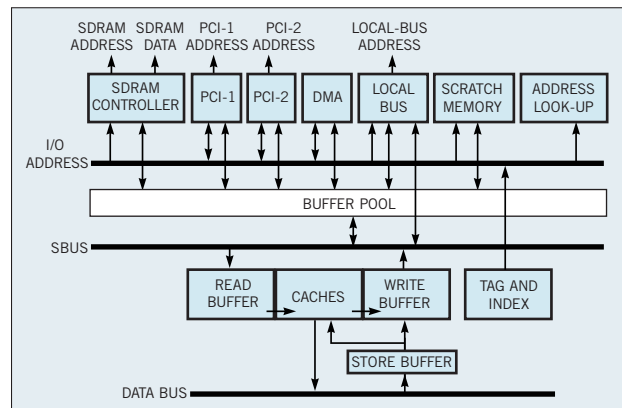 SDRAM ADDRESS
SDRAM DATA
PCI-1 ADDRESS
PCI-2 ADDRESS
LOCAL-BUS ADDRESS
SDRAM CONTROLLER
PCI-1
PCI-2
DMA
LOCAL BUS
SCRATCH MEMORY
ADDRESS LOOK-UP
I/O ADDRESS
BUFFER POOL
SBUS
READ BUFFER
CACHES
WRITE BUFFER
TAG AND INDEX
STORE BUFFER
DATA BUS